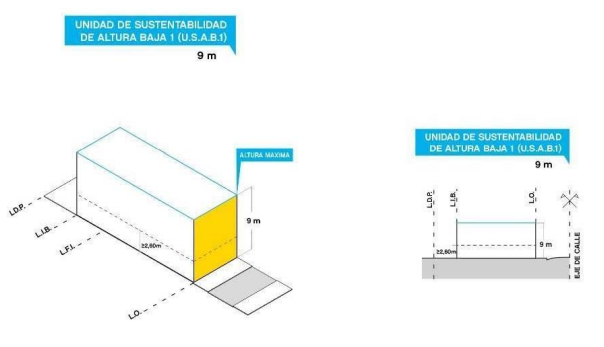 UNIDAD DE SUSTENTABILIDAD
DE ALTURA BAJA 1 (U.S.A.B.1)
9 m
ALTURA MAXIMA
9 m
≥2,60m
L.D.P.
L.I.B.
L.F.I.
L.O.
UNIDAD DE SUSTENTABILIDAD
DE ALTURA BAJA 1 (U.S.A.B.1)
9 m
L.D.P.
L.I.B.
L.O.
9 m
≥2,60m
EJE DE CALLE